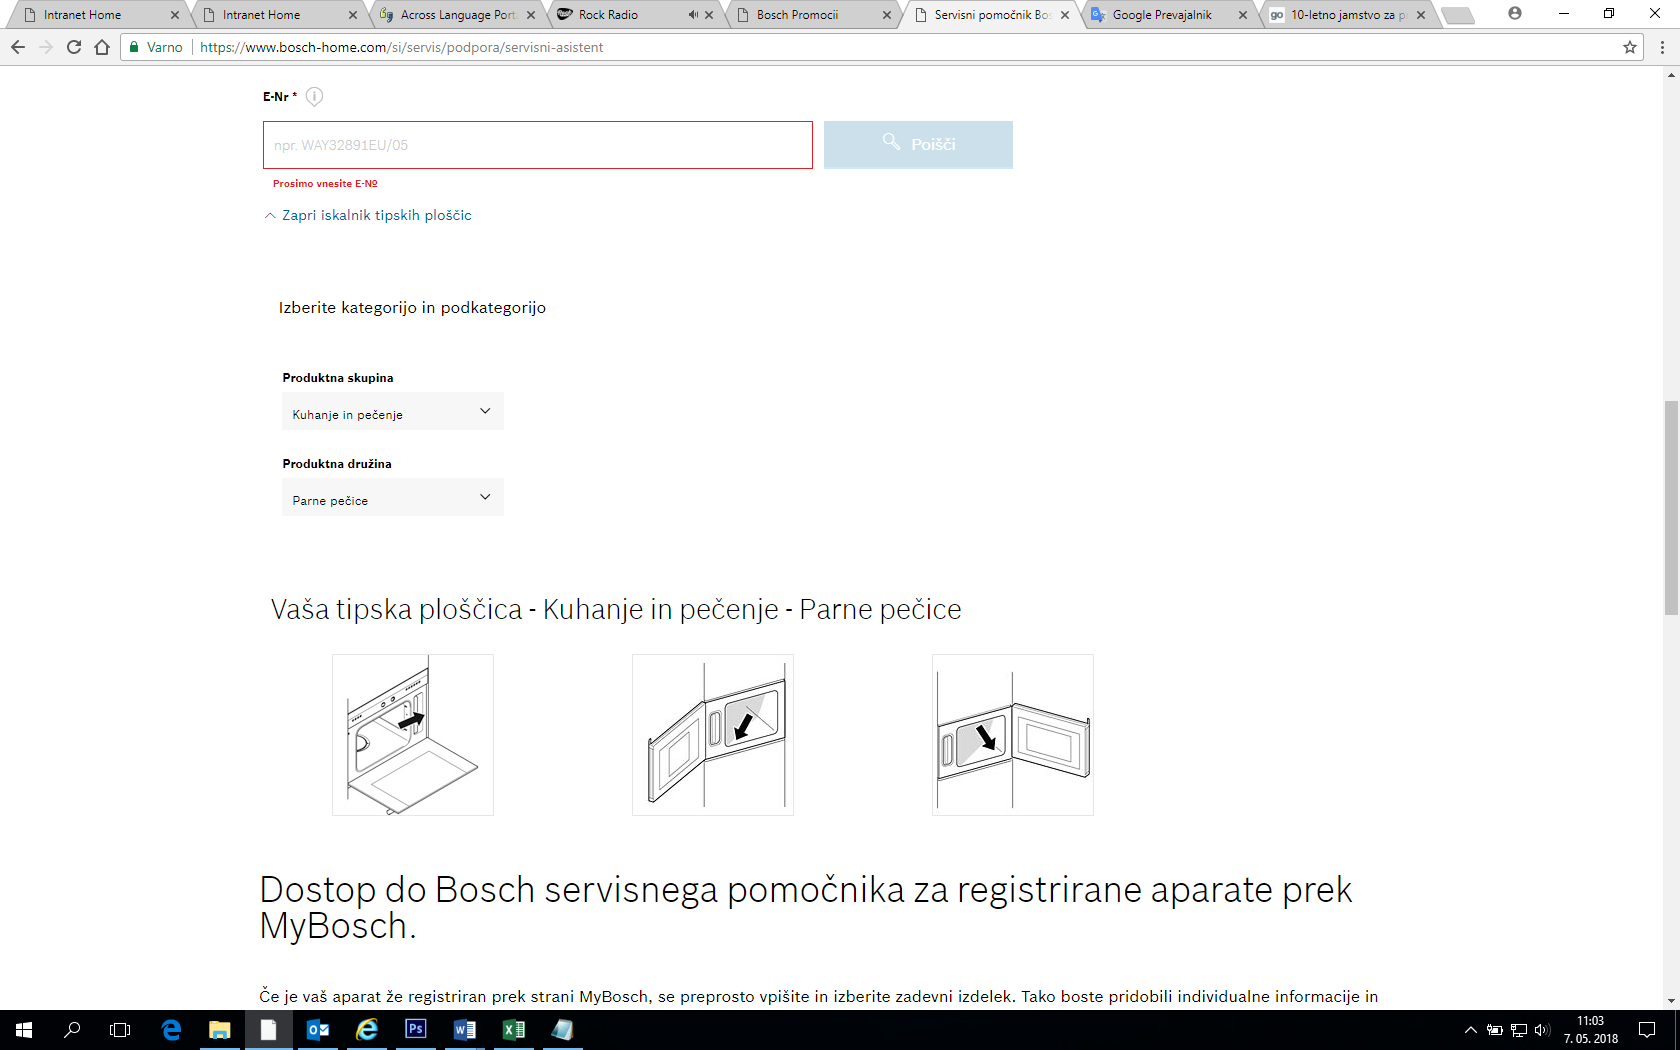 Intranet Home
Intranet Home
Across Language Port
Rock Radio
Bosch Promocii
Servisni pomočnik Bos
Google Prevajalnik
10-letno jamstvo za p
Varno
https://www.bosch-home.com/si/servis/podpora/servisni-asistent
E-Nr *
npr. WAY32891EU/05
Poišči
Prosimo vnesite E-Nº
Zapri iskalnik tipskih ploščic
Izberite kategorijo in podkategorijo
Produktna skupina
Kuhanje in pečenje
Produktna družina
Parne pečice
Vaša tipska ploščica - Kuhanje in pečenje - Parne pečice
Dostop do Bosch servisnega pomočnika za registrirane aparate prek
MyBosch.
Če je vaš aparat že registriran prek strani MyBosch, se preprosto vpišite in izberite zadevni izdelek. Tako boste pridobili individualne informacije in
11:03
7. 05. 2018